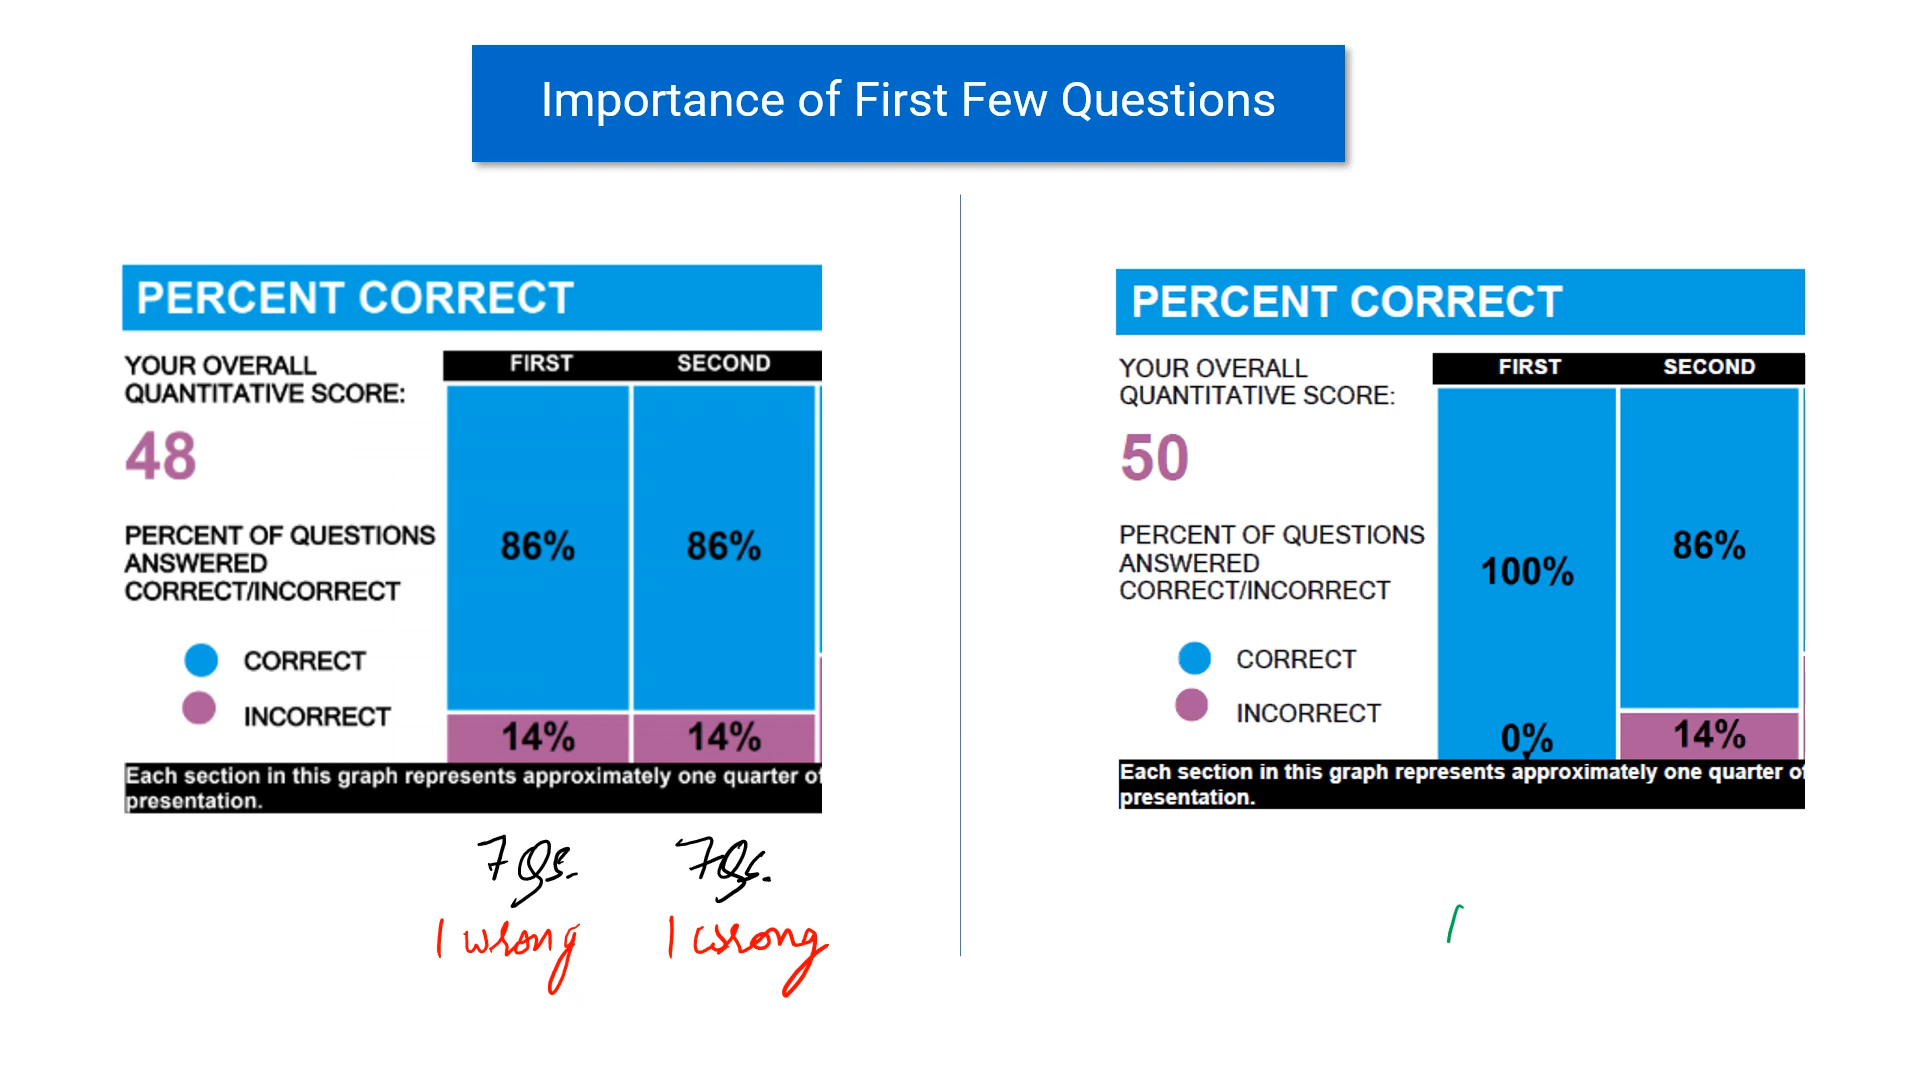 Importance of First Few Questions
PERCENT CORRECT
YOUR OVERALL
QUANTITATIVE SCORE:
48
PERCENT OF QUESTIONS
ANSWERED
CORRECT/INCORRECT
CORRECT
INCORRECT
FIRST SECOND
86% 86%
14% 14%
Each section in this graph represents approximately one quarter of
presentation.
7 Qs. 7 Qs.
1 wrong 1 wrong
PERCENT CORRECT
YOUR OVERALL
QUANTITATIVE SCORE:
50
PERCENT OF QUESTIONS
ANSWERED
CORRECT/INCORRECT
CORRECT
INCORRECT
FIRST SECOND
100% 86%
0% 14%
Each section in this graph represents approximately one quarter of
presentation.